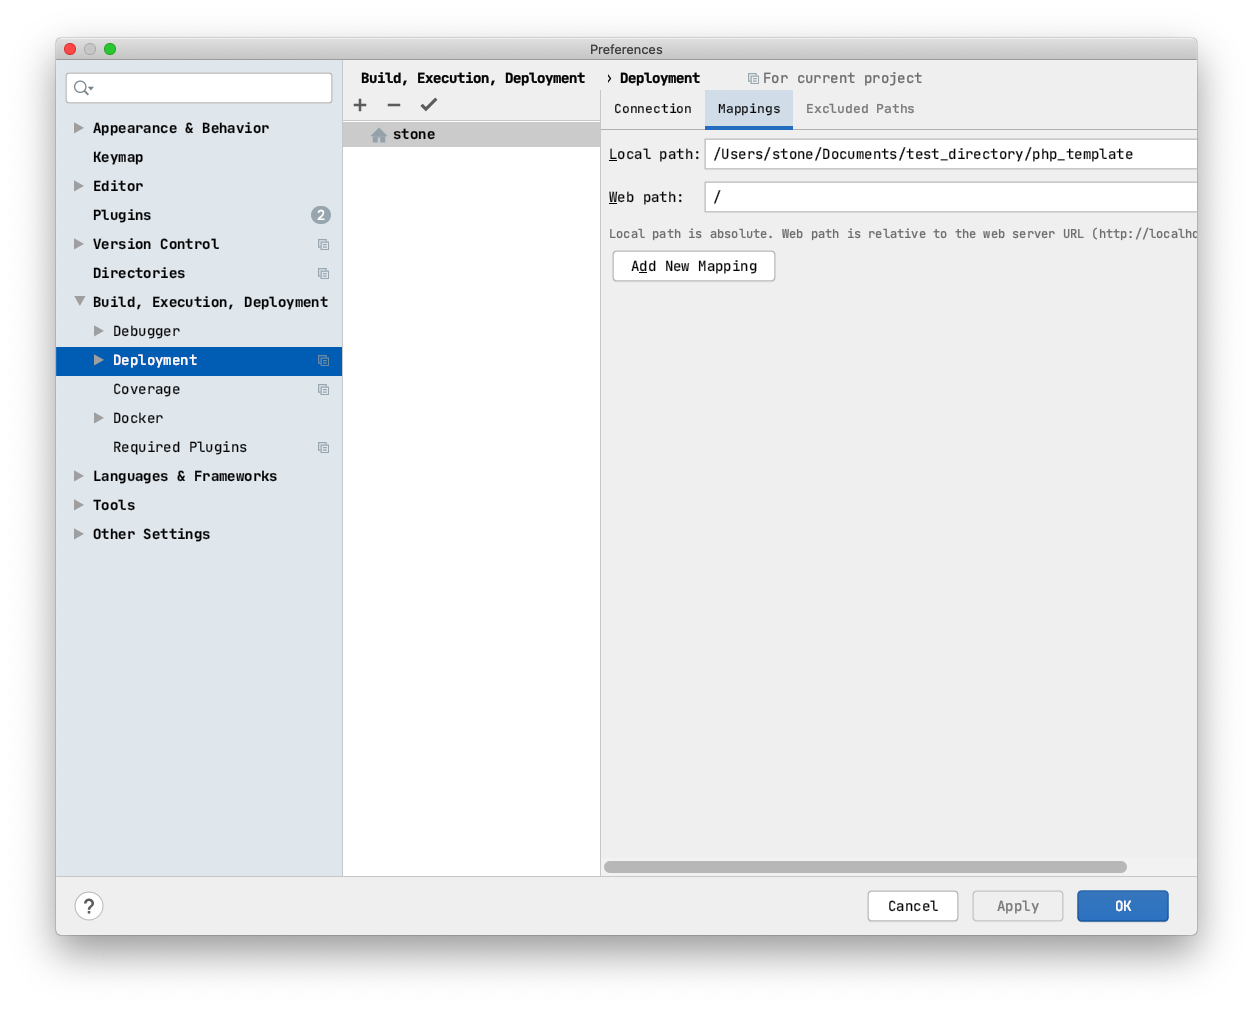 Preferences
Appearance & Behavior
Keymap
Editor
Plugins 2
Version Control
Directories
Build, Execution, Deployment
Debugger
Deployment
Coverage
Docker
Required Plugins
Languages & Frameworks
Tools
Other Settings
Build, Execution, Deployment › Deployment For current project
stone
Connection Mappings Excluded Paths
Local path: /Users/stone/Documents/test_directory/php_template
Web path: /
Local path is absolute. Web path is relative to the web server URL (http://localho
Add New Mapping
? Cancel Apply OK